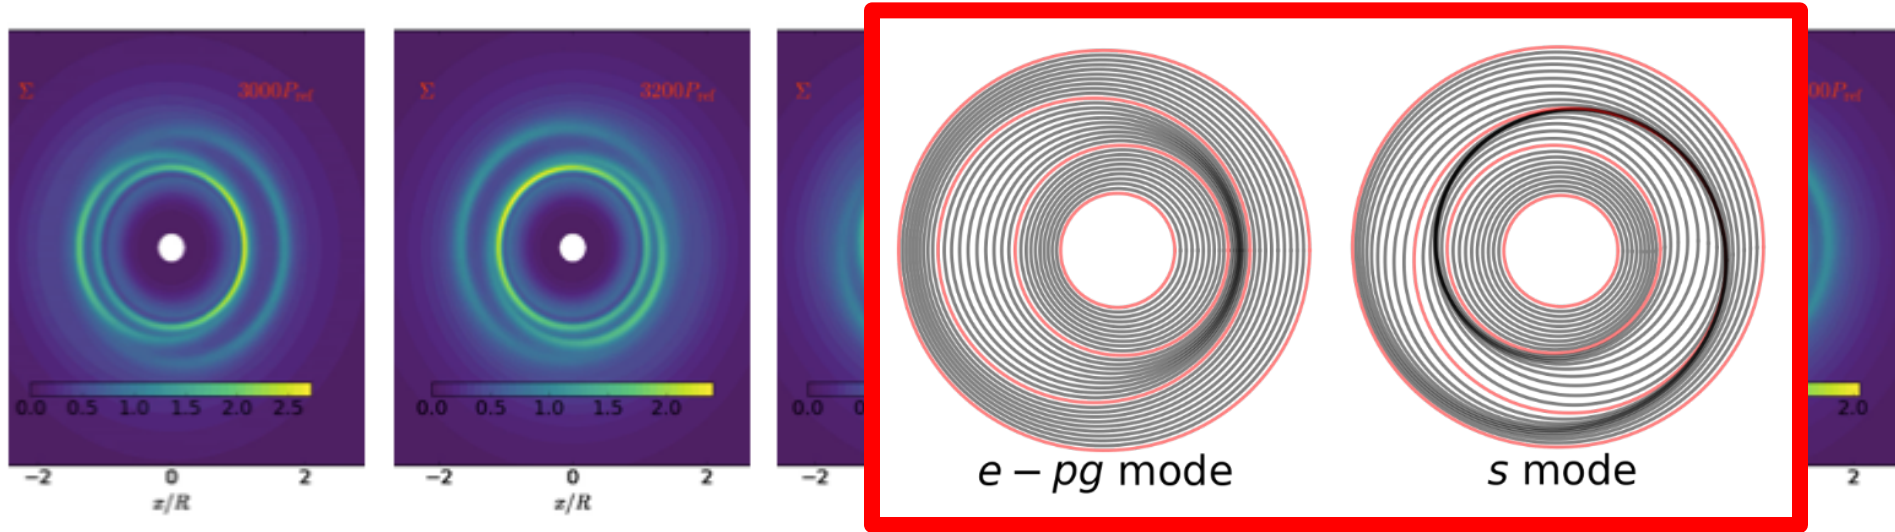 Σ 3000P_ref
0.0 0.5 1.0 1.5 2.0 2.5
−2 0 2
x/R
Σ 3200P_ref
0.0 0.5 1.0 1.5 2.0
−2 0 2
x/R
Σ
0.0
−2
e − pg mode
s mode
00P_ref
2.0
2